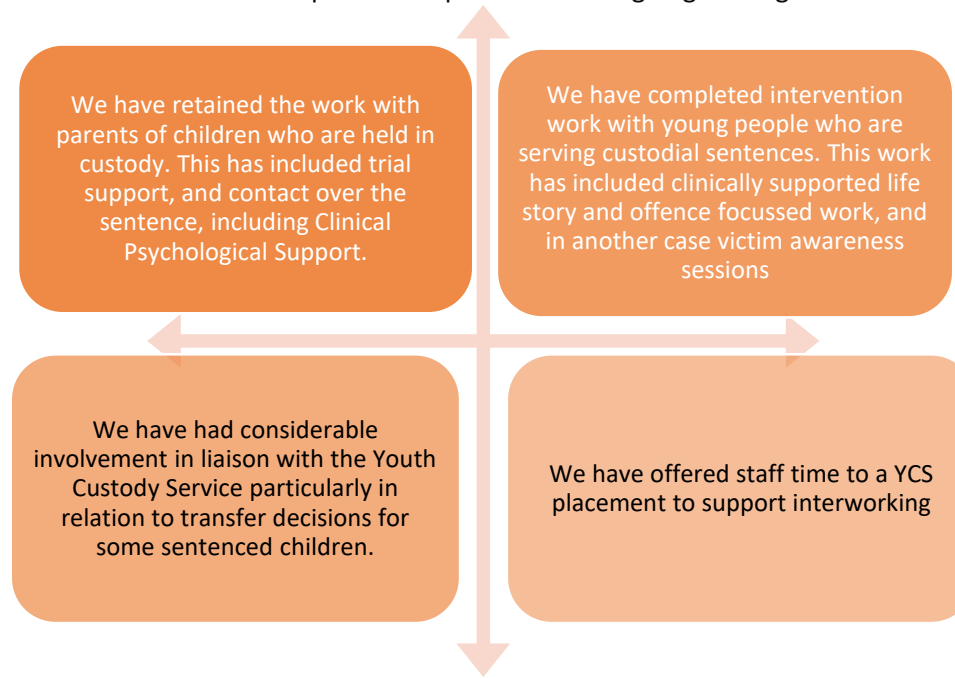 We have retained the work with
parents of children who are held in
custody. This has included trial
support, and contact over the
sentence, including Clinical
Psychological Support.
We have completed intervention
work with young people who are
serving custodial sentences. This work
has included clinically supported life
story and offence focussed work, and
in another case victim awareness
sessions
We have had considerable
involvement in liaison with the Youth
Custody Service particularly in
relation to transfer decisions for
some sentenced children.
We have offered staff time to a YCS
placement to support interworking